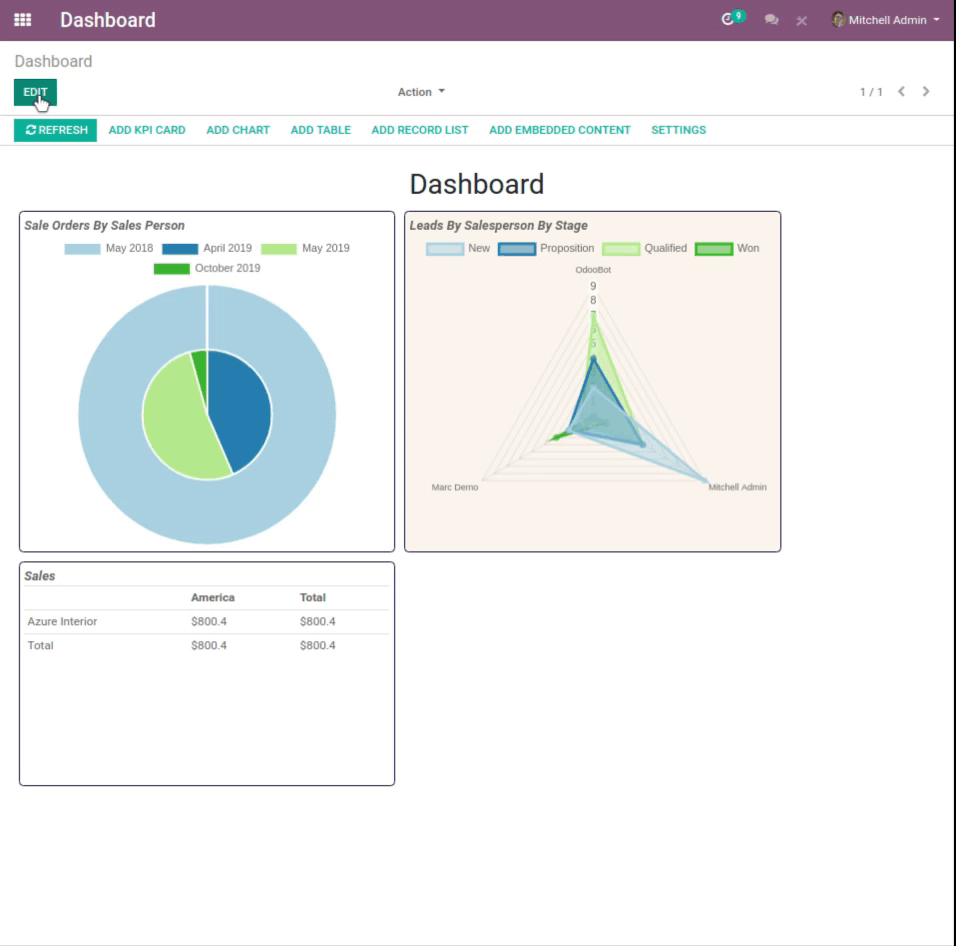 Dashboard
9
Mitchell Admin
Dashboard
EDIT
Action
1 / 1
REFRESH ADD KPI CARD ADD CHART ADD TABLE ADD RECORD LIST ADD EMBEDDED CONTENT SETTINGS
Dashboard
Sale Orders By Sales Person
May 2018 April 2019 May 2019
October 2019
Leads By Salesperson By Stage
New Proposition Qualified Won
OdooBot
9
8
Marc Demo
Mitchell Admin
Sales
America Total
Azure Interior $800.4 $800.4
Total $800.4 $800.4